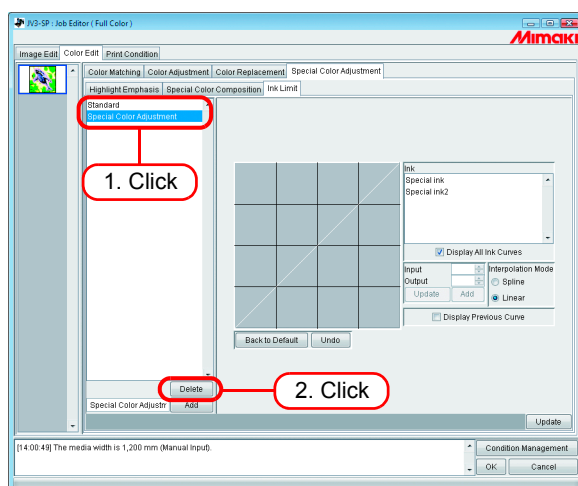 JV3-SP : Job Editor ( Full Color )
Mimaki
Image Edit Color Edit Print Condition
Color Matching Color Adjustment Color Replacement Special Color Adjustment
Highlight Emphasis Special Color Composition Ink Limit
Standard
Special Color Adjustment
1. Click
Ink
Special ink
Special ink2
Display All Ink Curves
Input
Output
Update Add
Interpolation Mode
Spline
Linear
Display Previous Curve
Back to Default Undo
Delete
2. Click
Special Color Adjustm Add
Update
[14:00:49] The media width is 1,200 mm (Manual Input).
Condition Management
OK Cancel